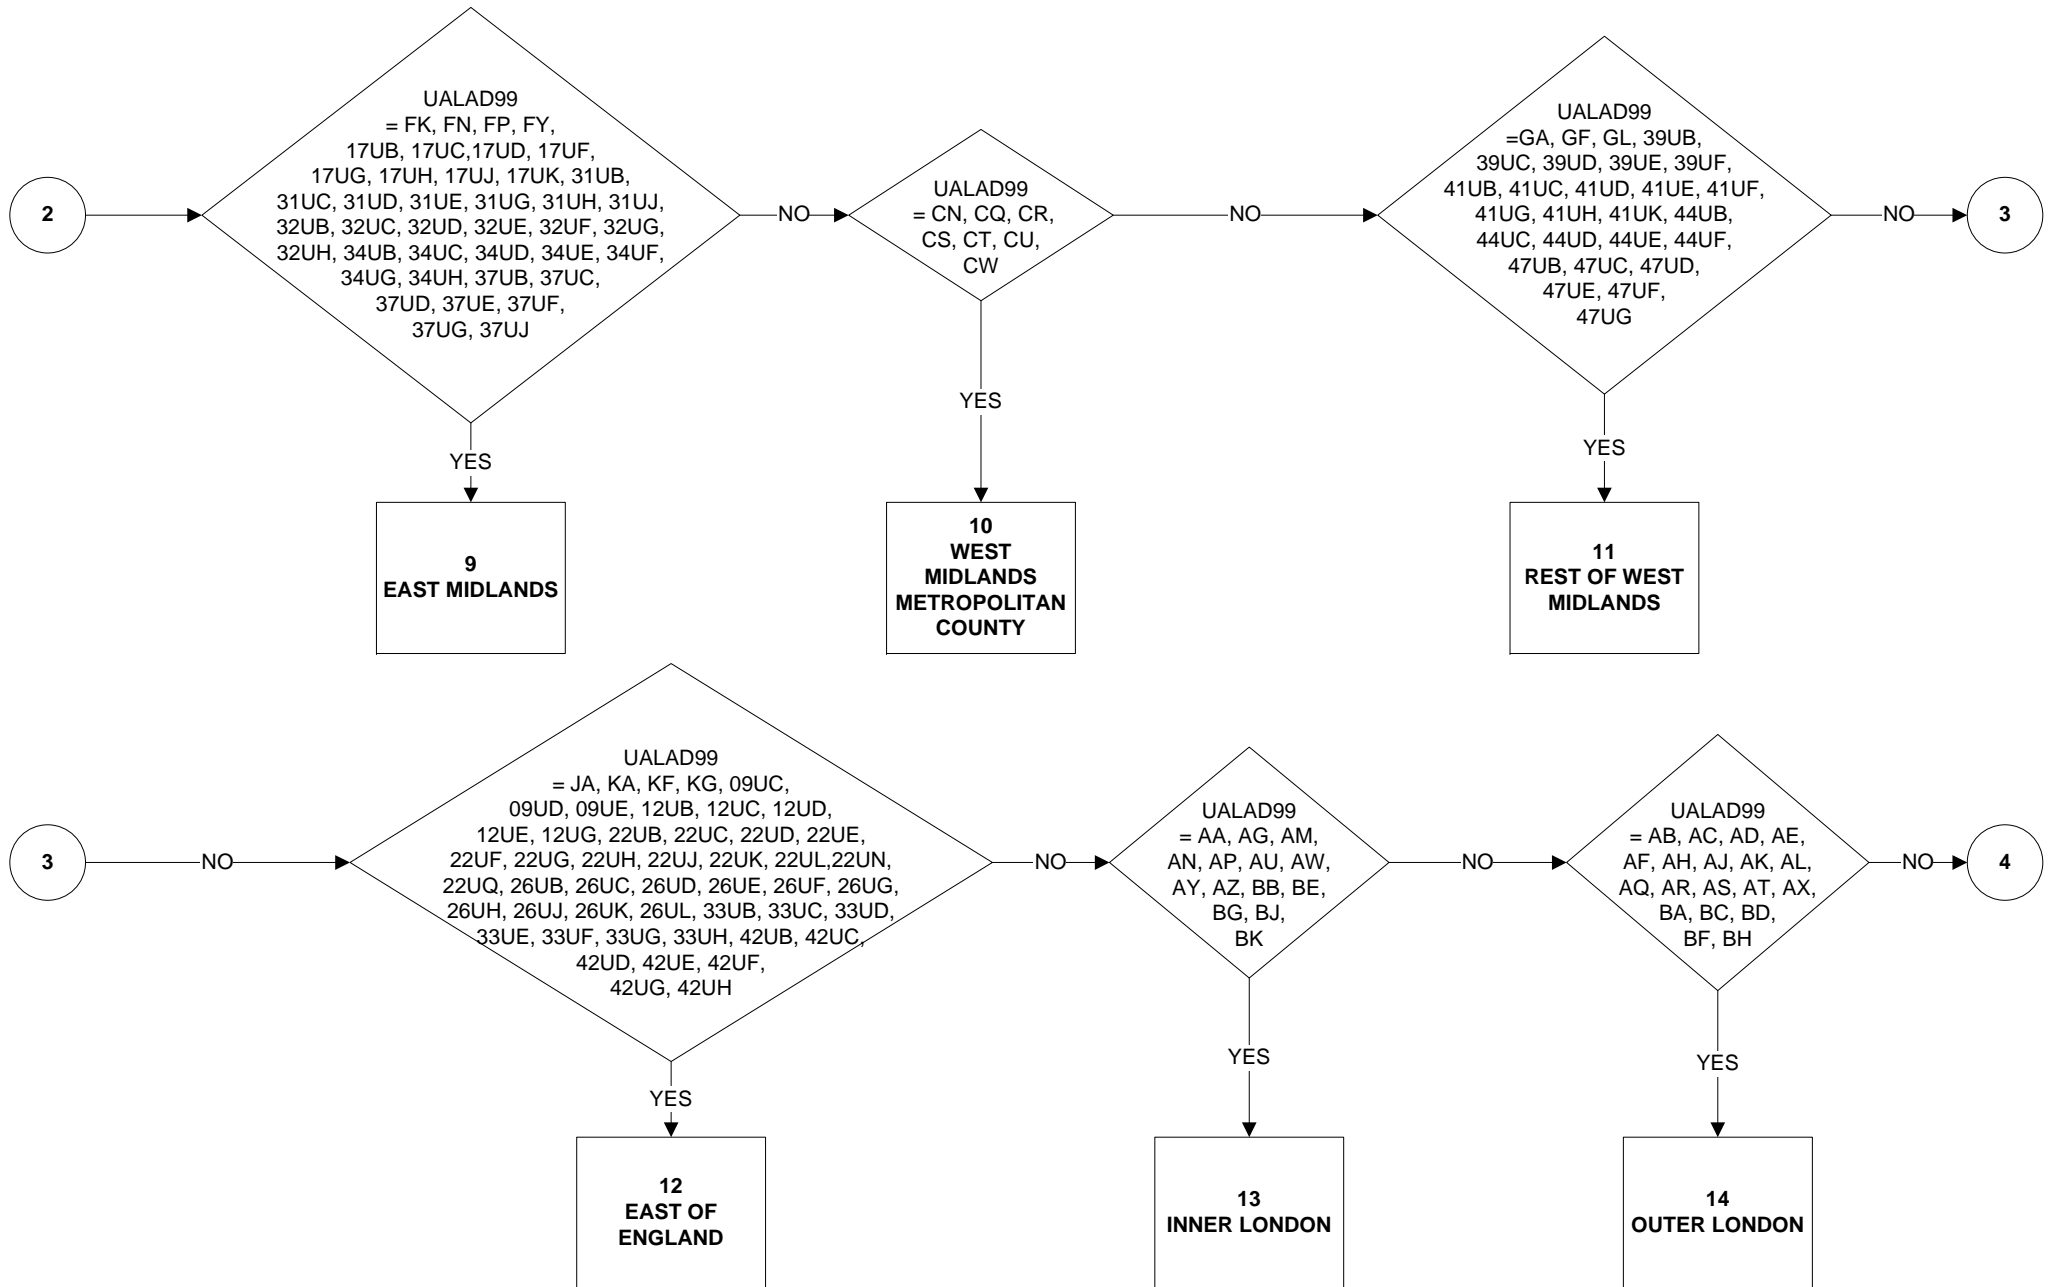 2
UALAD99
= FK, FN, FP, FY,
17UB, 17UC,17UD, 17UF,
17UG, 17UH, 17UJ, 17UK, 31UB,
31UC, 31UD, 31UE, 31UG, 31UH, 31UJ,
32UB, 32UC, 32UD, 32UE, 32UF, 32UG,
32UH, 34UB, 34UC, 34UD, 34UE, 34UF,
34UG, 34UH, 37UB, 37UC,
37UD, 37UE, 37UF,
37UG, 37UJ
NO
YES
9
EAST MIDLANDS
UALAD99
= CN, CQ, CR,
CS, CT, CU,
CW
NO
YES
10
WEST
MIDLANDS
METROPOLITAN
COUNTY
UALAD99
=GA, GF, GL, 39UB,
39UC, 39UD, 39UE, 39UF,
41UB, 41UC, 41UD, 41UE, 41UF,
41UG, 41UH, 41UK, 44UB,
44UC, 44UD, 44UE, 44UF,
47UB, 47UC, 47UD,
47UE, 47UF,
47UG
NO
3
YES
11
REST OF WEST
MIDLANDS
3
NO
UALAD99
= JA, KA, KF, KG, 09UC,
09UD, 09UE, 12UB, 12UC, 12UD,
12UE, 12UG, 22UB, 22UC, 22UD, 22UE,
22UF, 22UG, 22UH, 22UJ, 22UK, 22UL,22UN,
22UQ, 26UB, 26UC, 26UD, 26UE, 26UF, 26UG,
26UH, 26UJ, 26UK, 26UL, 33UB, 33UC, 33UD,
33UE, 33UF, 33UG, 33UH, 42UB, 42UC,
42UD, 42UE, 42UF,
42UG, 42UH
NO
YES
12
EAST OF
ENGLAND
UALAD99
= AA, AG, AM,
AN, AP, AU, AW,
AY, AZ, BB, BE,
BG, BJ,
BK
NO
YES
13
INNER LONDON
UALAD99
= AB, AC, AD, AE,
AF, AH, AJ, AK, AL,
AQ, AR, AS, AT, AX,
BA, BC, BD,
BF, BH
NO
4
YES
14
OUTER LONDON